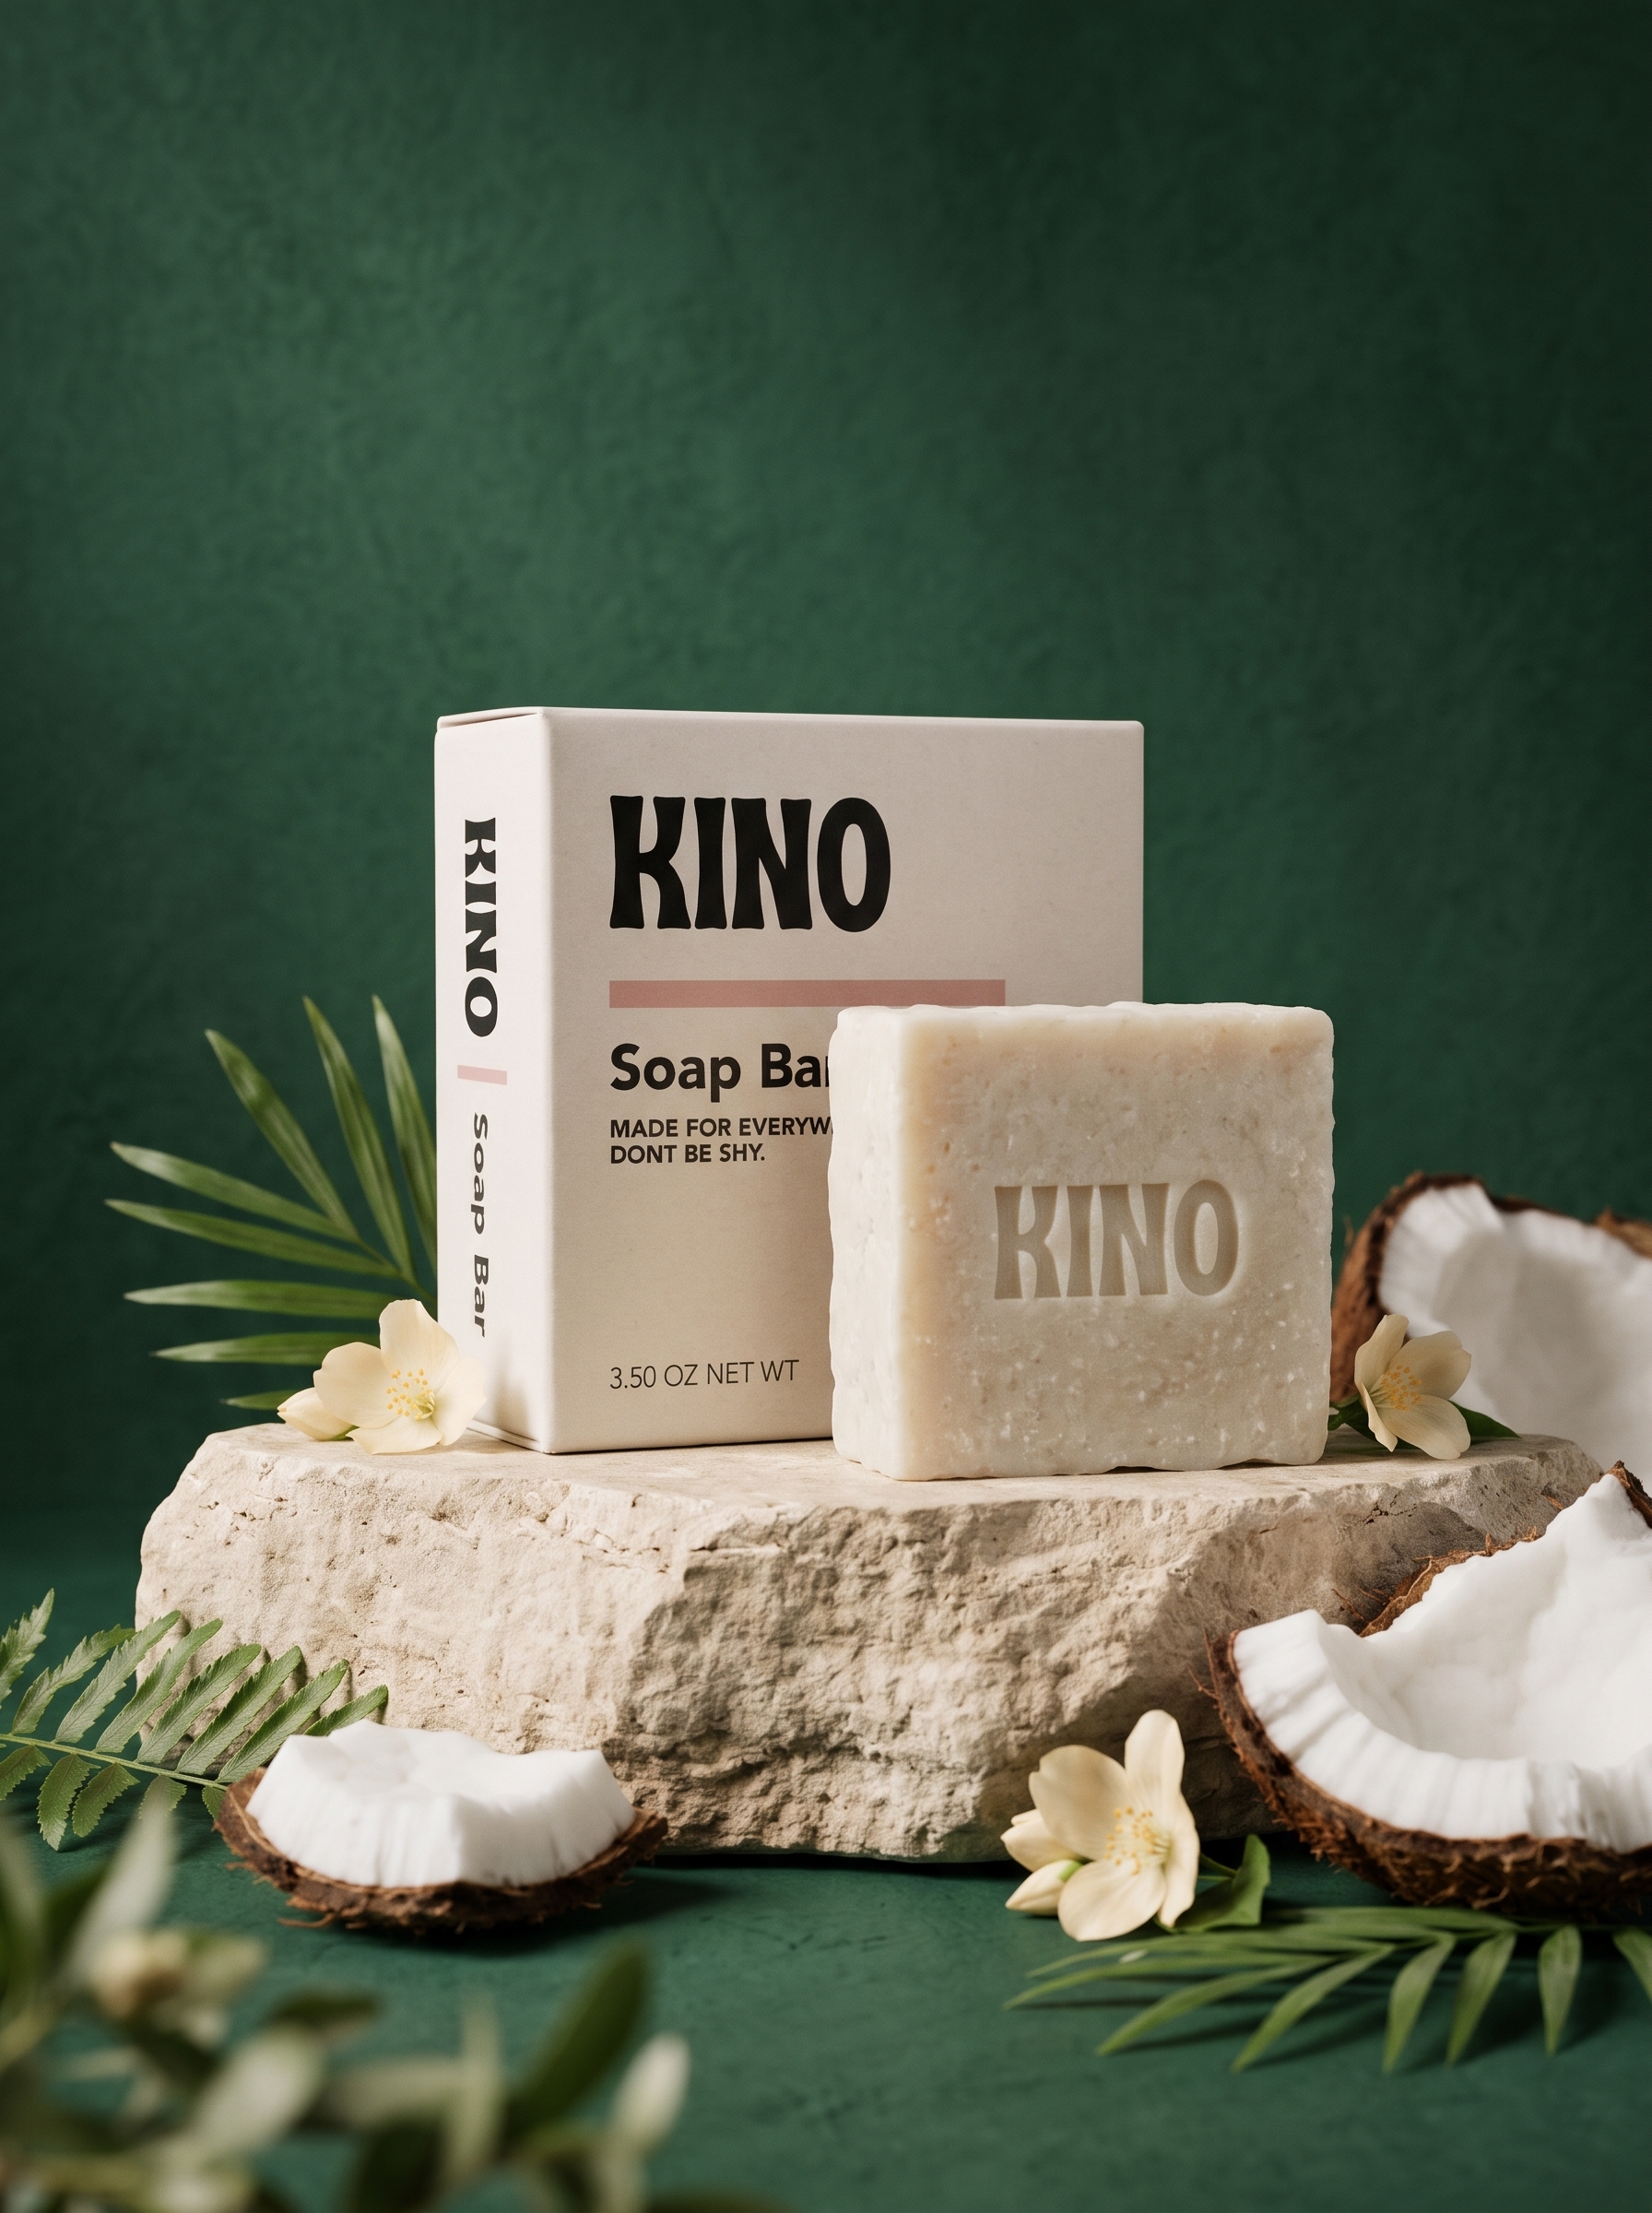 KINO
Soap Bar
KINO
Soap Bar
MADE FOR EVERYW
DONT BE SHY.
3.50 OZ NET WT
KINO